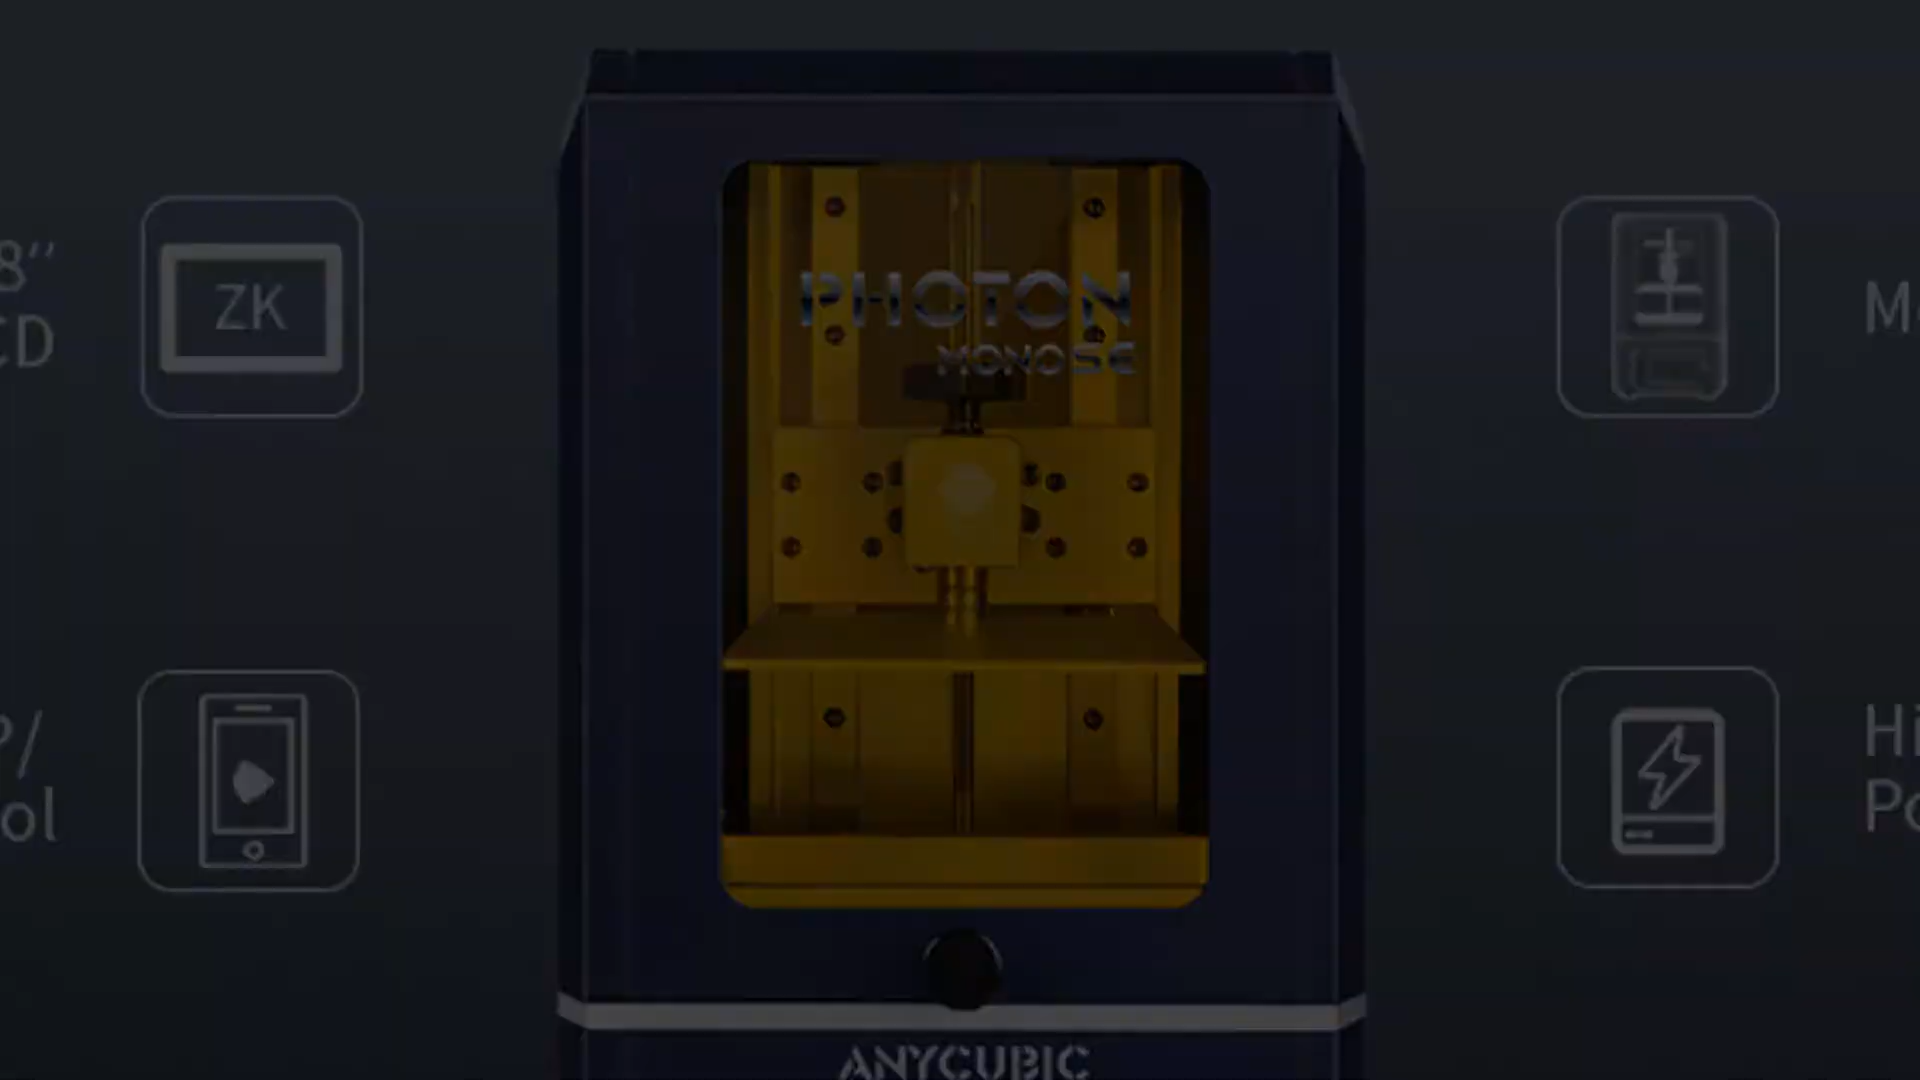 8"
CD
ZK
PHOTON
MONO SE
M
P/
ol
Hi
Po
ANYCUBIC